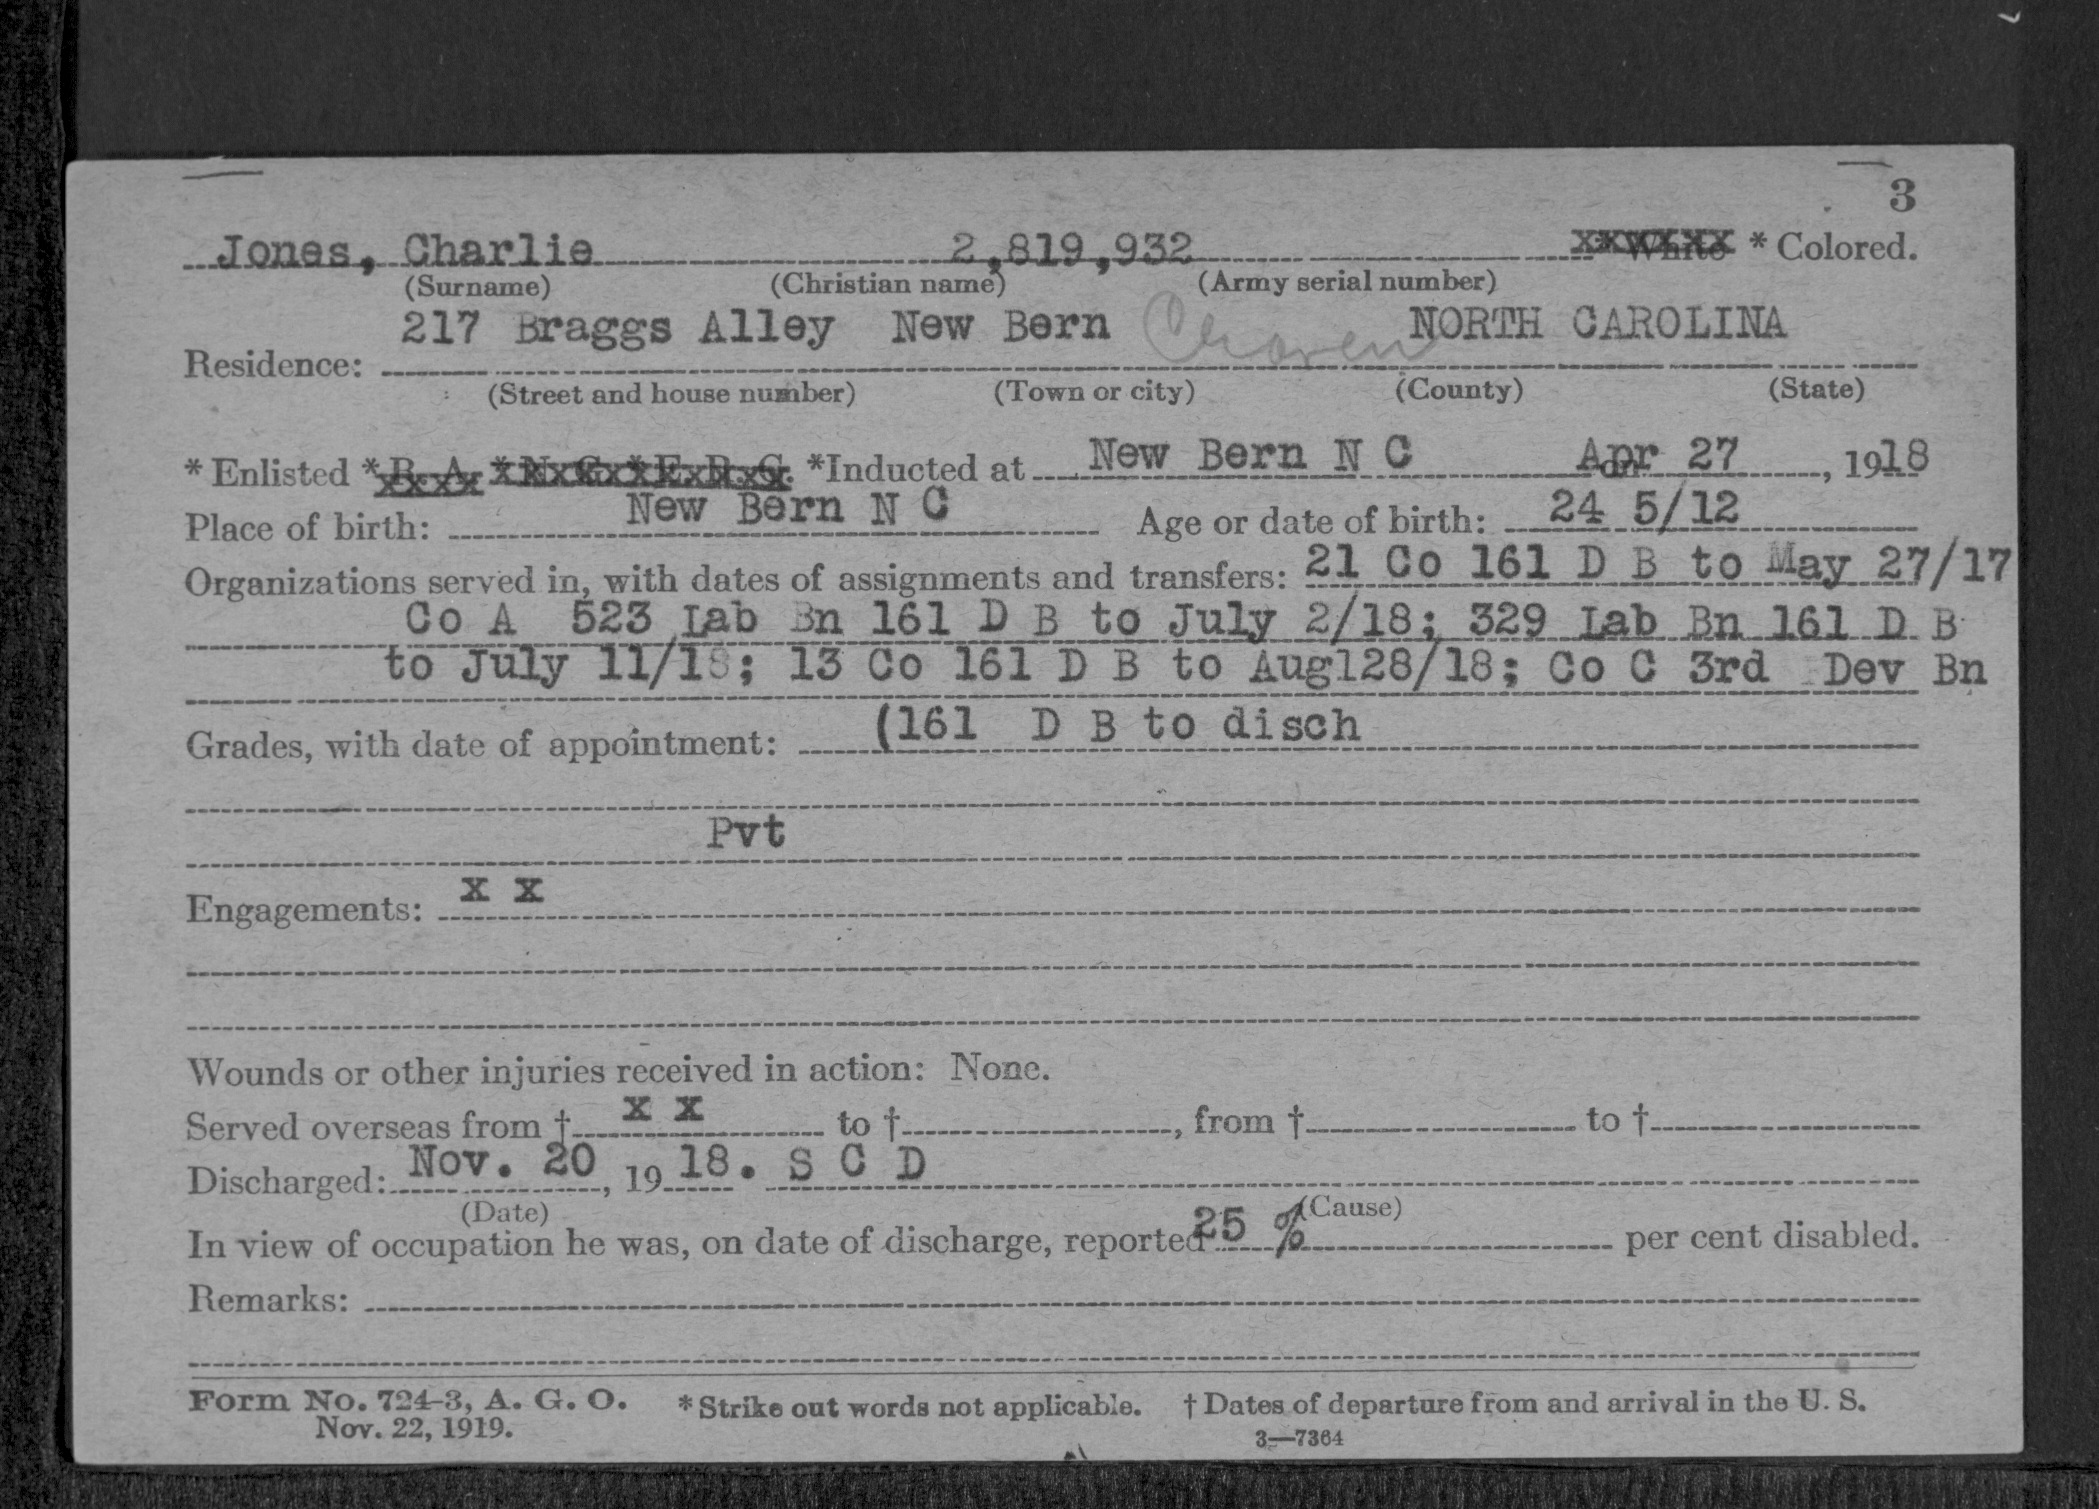 3
Jones, Charlie 2,819,932 * White * Colored.
(Surname) (Christian name) (Army serial number)
217 Braggs Alley New Bern Craven NORTH CAROLINA
Residence:
(Street and house number) (Town or city) (County) (State)
* Enlisted * R. A. * N. G. * E. R. C. *Inducted at New Bern N C on Apr 27, 1918
Place of birth: New Bern N C Age or date of birth: 24 5/12
Organizations served in, with dates of assignments and transfers: 21 Co 161 D B to May 27/17
Co A 523 Lab Bn 161 D B to July 2/18; 329 Lab Bn 161 D B
to July 11/18; 13 Co 161 D B to Aug128/18; Co C 3rd Dev Bn
Grades, with date of appointment: (161 D B to disch
Pvt
Engagements: x x
Wounds or other injuries received in action: None.
Served overseas from † x x to †, from † to †
Discharged: Nov. 20, 1918. S C D
(Date) (Cause)
In view of occupation he was, on date of discharge, reported 25 % per cent disabled.
Remarks:
Form No. 724-3, A. G. O. *Strike out words not applicable. † Dates of departure from and arrival in the U. S.
Nov. 22, 1919. 3—7364